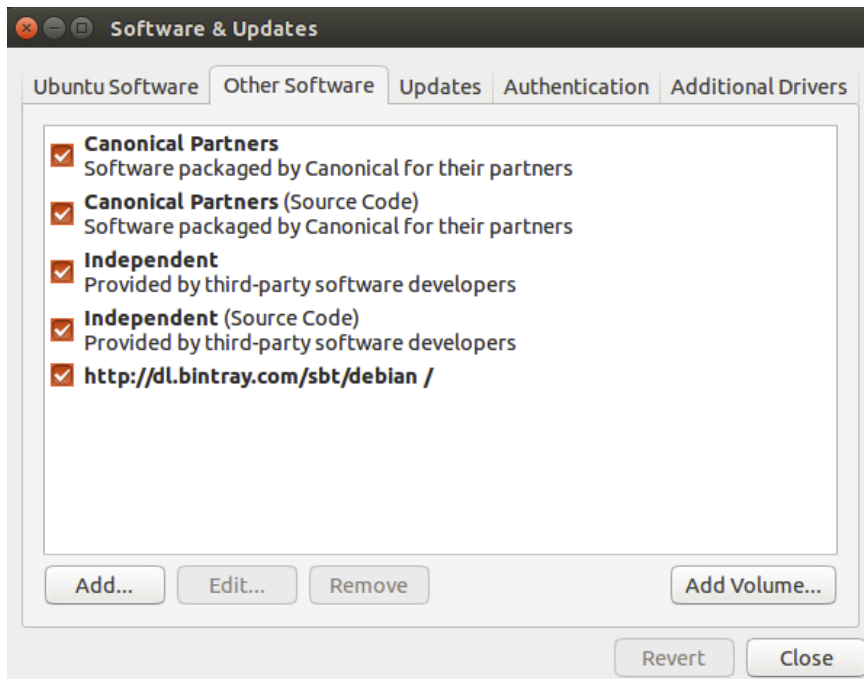 Software & Updates
Ubuntu Software Other Software Updates Authentication Additional Drivers
Canonical Partners
Software packaged by Canonical for their partners
Canonical Partners (Source Code)
Software packaged by Canonical for their partners
Independent
Provided by third-party software developers
Independent (Source Code)
Provided by third-party software developers
http://dl.bintray.com/sbt/debian /
Add... Edit... Remove Add Volume...
Revert Close